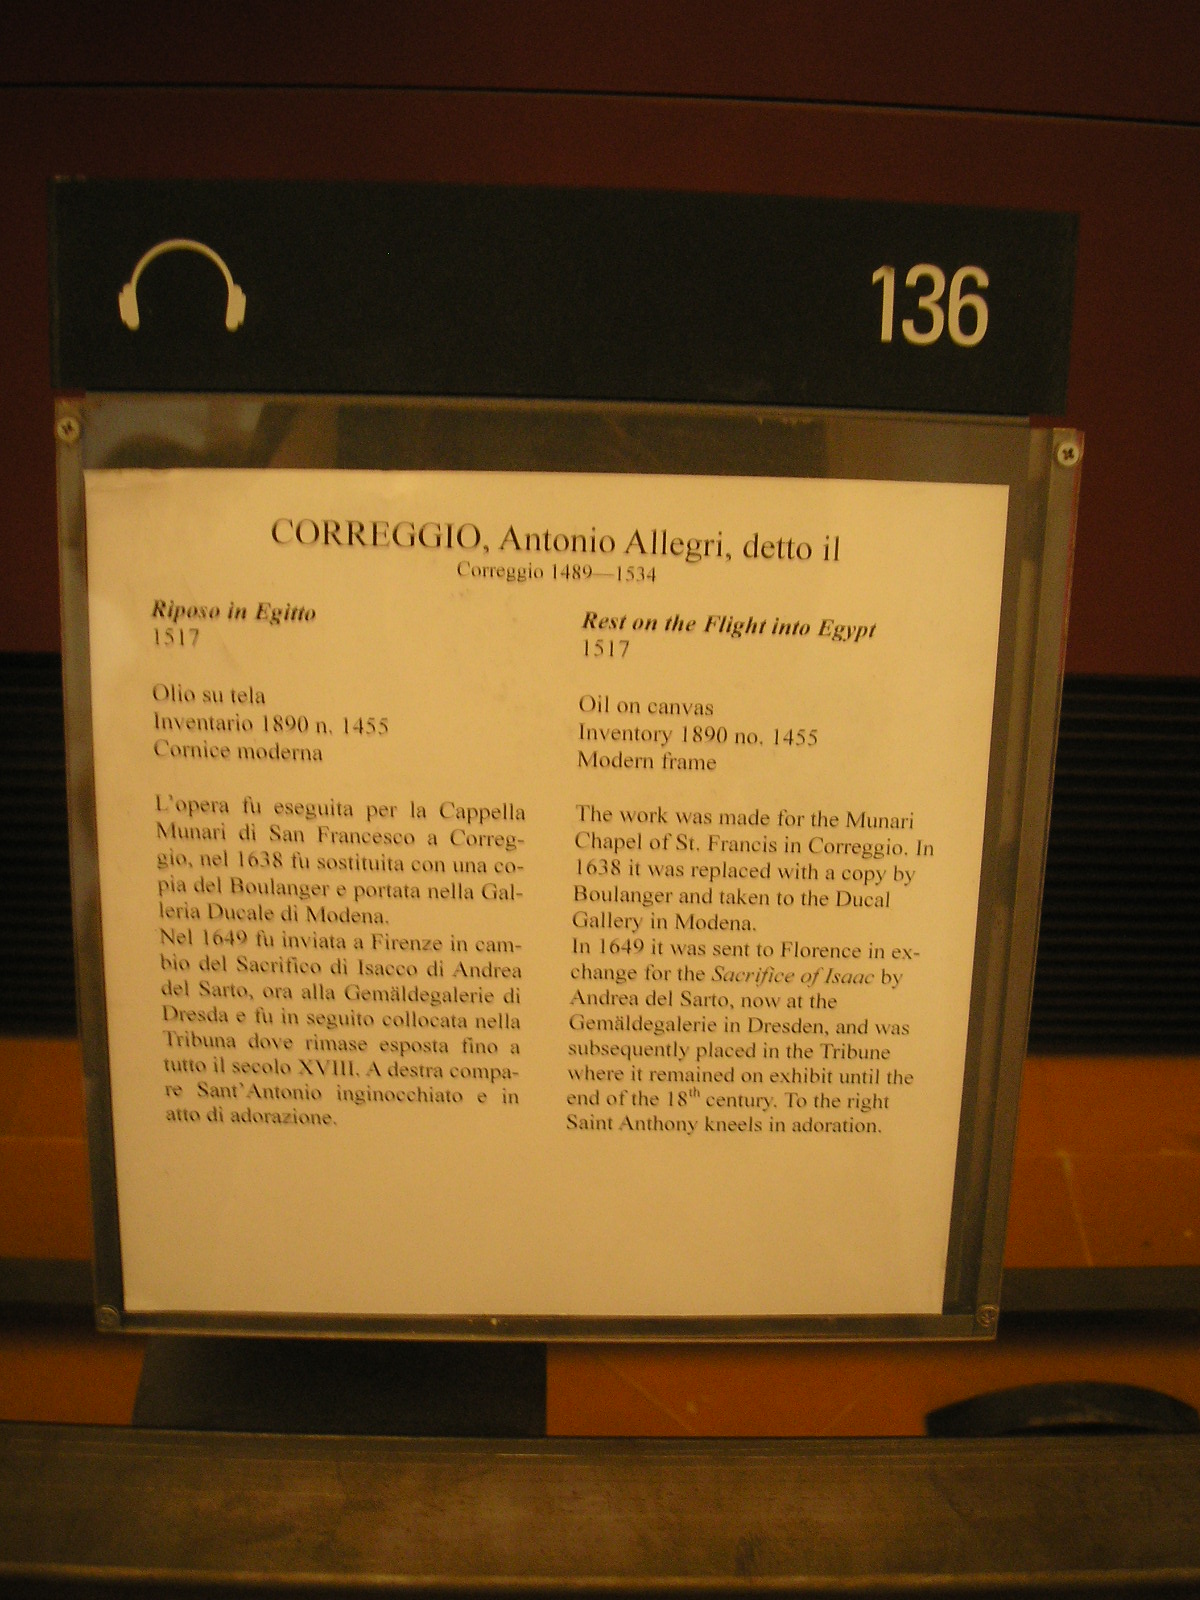 136
CORREGGIO, Antonio Allegri, detto il
Correggio 1489—1534
Riposo in Egitto
1517
Olio su tela
Inventario 1890 n. 1455
Cornice moderna
L'opera fu eseguita per la Cappella
Munari di San Francesco a Correg-
gio, nel 1638 fu sostituita con una co-
pia del Boulanger e portata nella Gal-
leria Ducale di Modena.
Nel 1649 fu inviata a Firenze in cam-
bio del Sacrifico di Isacco di Andrea
del Sarto, ora alla Gemäldegalerie di
Dresda e fu in seguito collocata nella
Tribuna dove rimase esposta fino a
tutto il secolo XVIII. A destra compa-
re Sant'Antonio inginocchiato e in
atto di adorazione.
Rest on the Flight into Egypt
1517
Oil on canvas
Inventory 1890 no. 1455
Modern frame
The work was made for the Munari
Chapel of St. Francis in Correggio. In
1638 it was replaced with a copy by
Boulanger and taken to the Ducal
Gallery in Modena.
In 1649 it was sent to Florence in ex-
change for the Sacrifice of Isaac by
Andrea del Sarto, now at the
Gemäldegalerie in Dresden, and was
subsequently placed in the Tribune
where it remained on exhibit until the
end of the 18th century. To the right
Saint Anthony kneels in adoration.